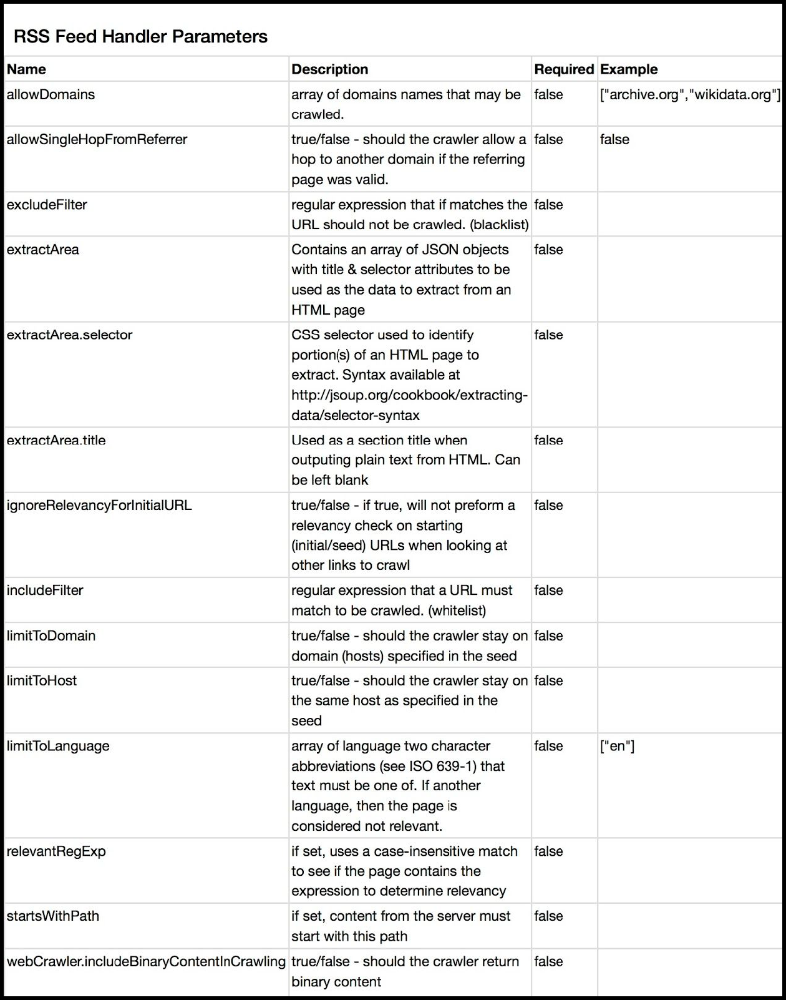 RSS Feed Handler Parameters
Name Description Required Example
allowDomains array of domains names that may be false ["archive.org","wikidata.org"]
crawled.
allowSingleHopFromReferrer true/false - should the crawler allow a false false
hop to another domain if the referring
page was valid.
excludeFilter regular expression that if matches the false
URL should not be crawled. (blacklist)
extractArea Contains an array of JSON objects false
with title & selector attributes to be
used as the data to extract from an
HTML page
extractArea.selector CSS selector used to identify false
portion(s) of an HTML page to
extract. Syntax available at
http://jsoup.org/cookbook/extracting-
data/selector-syntax
extractArea.title Used as a section title when false
outputing plain text from HTML. Can
be left blank
ignoreRelevancyForInitialURL true/false - if true, will not preform a false
relevancy check on starting
(initial/seed) URLs when looking at
other links to crawl
includeFilter regular expression that a URL must false
match to be crawled. (whitelist)
limitToDomain true/false - should the crawler stay on false
domain (hosts) specified in the seed
limitToHost true/false - should the crawler stay on false
the same host as specified in the
seed
limitToLanguage array of language two character false ["en"]
abbreviations (see ISO 639-1) that
text must be one of. If another
language, then the page is
considered not relevant.
relevantRegExp if set, uses a case-insensitive match false
to see if the page contains the
expression to determine relevancy
startsWithPath if set, content from the server must false
start with this path
webCrawler.includeBinaryContentInCrawling true/false - should the crawler return false
binary content